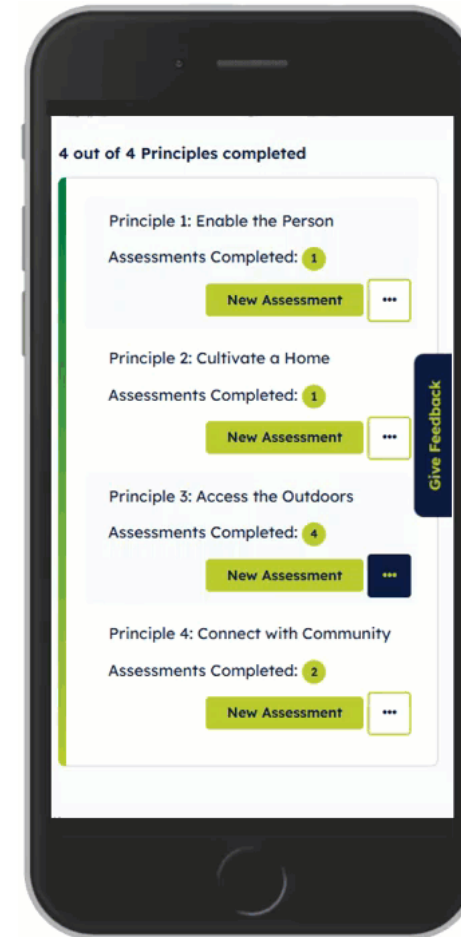 4 out of 4 Principles completed
Principle 1: Enable the Person
Assessments Completed: 1
New Assessment
Principle 2: Cultivate a Home
Assessments Completed: 1
New Assessment
Give Feedback
Principle 3: Access the Outdoors
Assessments Completed: 4
New Assessment
Principle 4: Connect with Community
Assessments Completed: 2
New Assessment